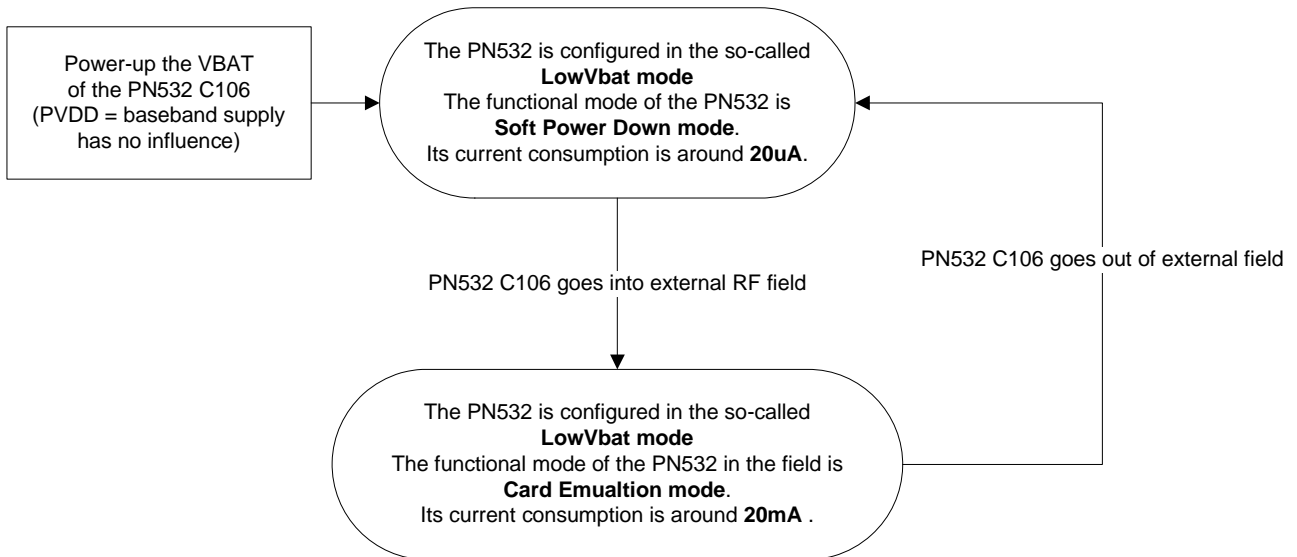 Power-up the VBAT
of the PN532 C106
(PVDD = baseband supply
has no influence)
The PN532 is configured in the so-called
LowVbat mode
The functional mode of the PN532 is
Soft Power Down mode.
Its current consumption is around 20uA.
PN532 C106 goes into external RF field
PN532 C106 goes out of external field
The PN532 is configured in the so-called
LowVbat mode
The functional mode of the PN532 in the field is
Card Emualtion mode.
Its current consumption is around 20mA .